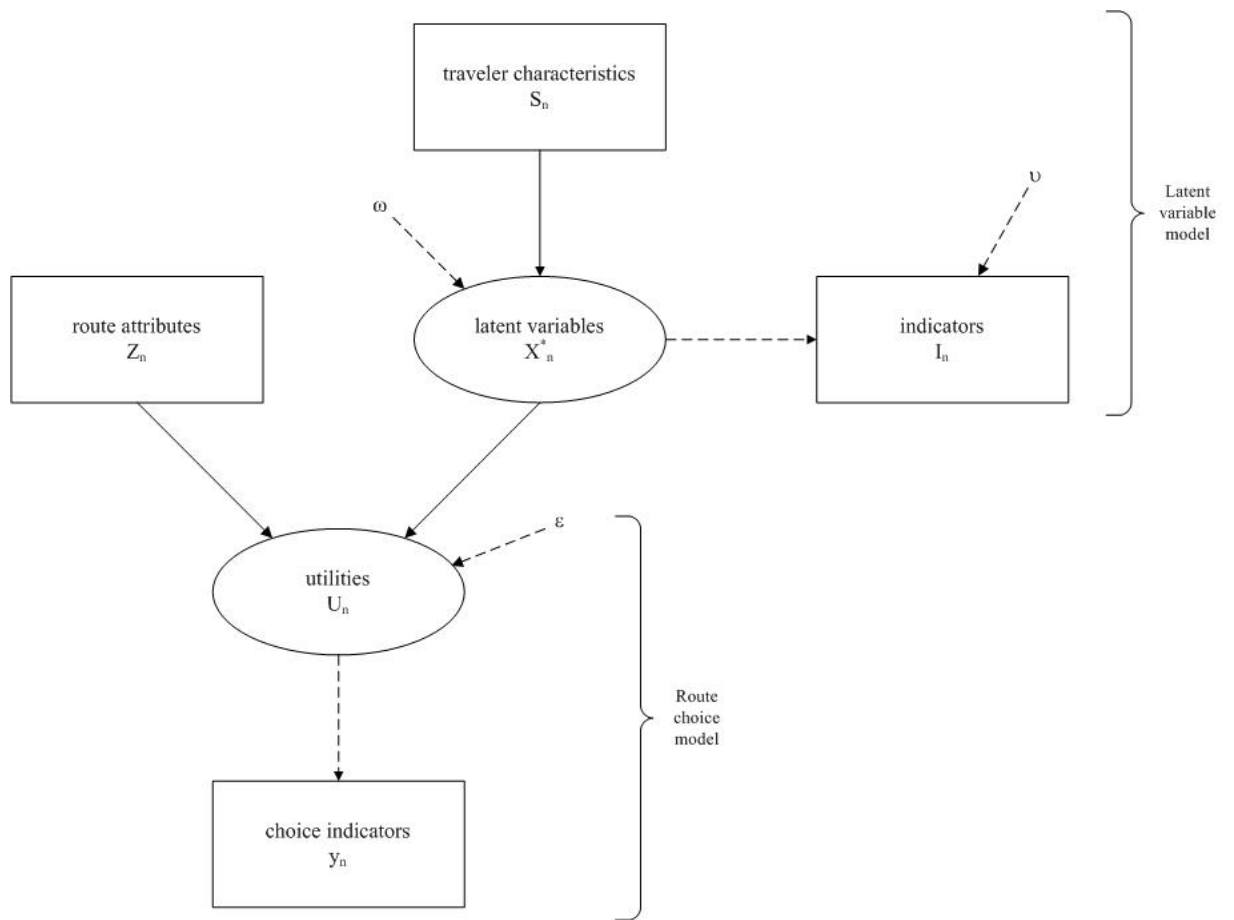 traveler characteristics
Sn
υ
ω
Latent
variable
model
route attributes
Zn
latent variables
X*n
indicators
In
ε
utilities
Un
Route
choice
model
choice indicators
yn